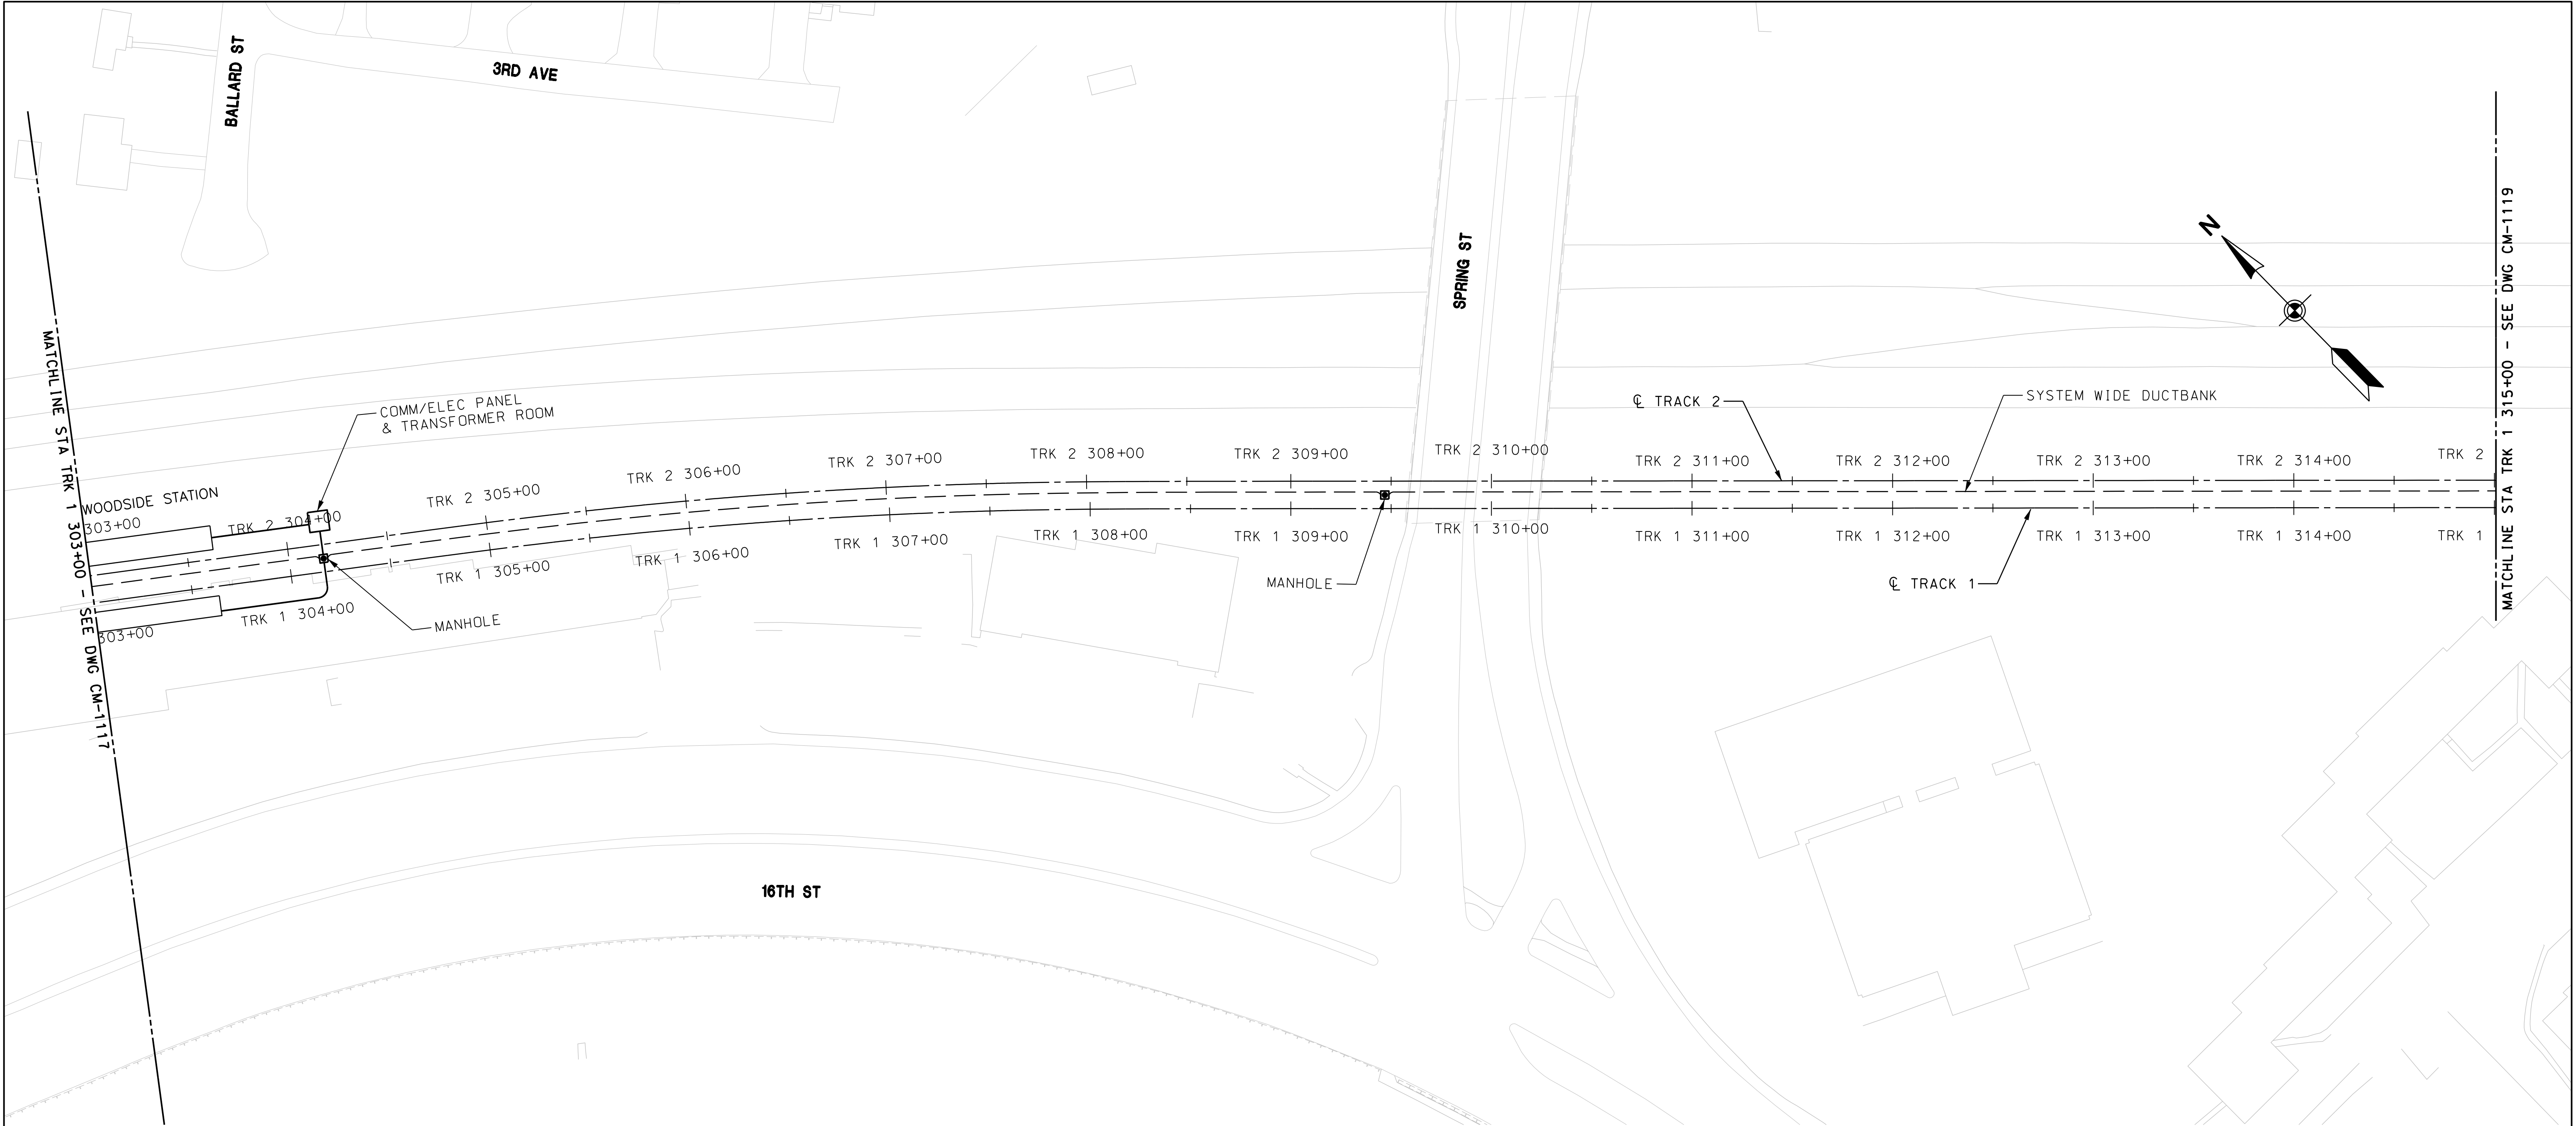 BALLARD ST
3RD AVE
SPRING ST
N
MATCHLINE STA TRK 1 303+00 - SEE DWG CM-1117
MATCHLINE STA TRK 1 315+00 - SEE DWG CM-1119
COMM/ELEC PANEL
& TRANSFORMER ROOM
℄ TRACK 2
SYSTEM WIDE DUCTBANK
WOODSIDE STATION
303+00
TRK 2 304+00
TRK 2 305+00
TRK 2 306+00
TRK 2 307+00
TRK 2 308+00
TRK 2 309+00
TRK 2 310+00
TRK 2 311+00
TRK 2 312+00
TRK 2 313+00
TRK 2 314+00
TRK 2
303+00
TRK 1 304+00
TRK 1 305+00
TRK 1 306+00
TRK 1 307+00
TRK 1 308+00
TRK 1 309+00
TRK 1 310+00
TRK 1 311+00
TRK 1 312+00
TRK 1 313+00
TRK 1 314+00
TRK 1
MANHOLE
MANHOLE
℄ TRACK 1
16TH ST